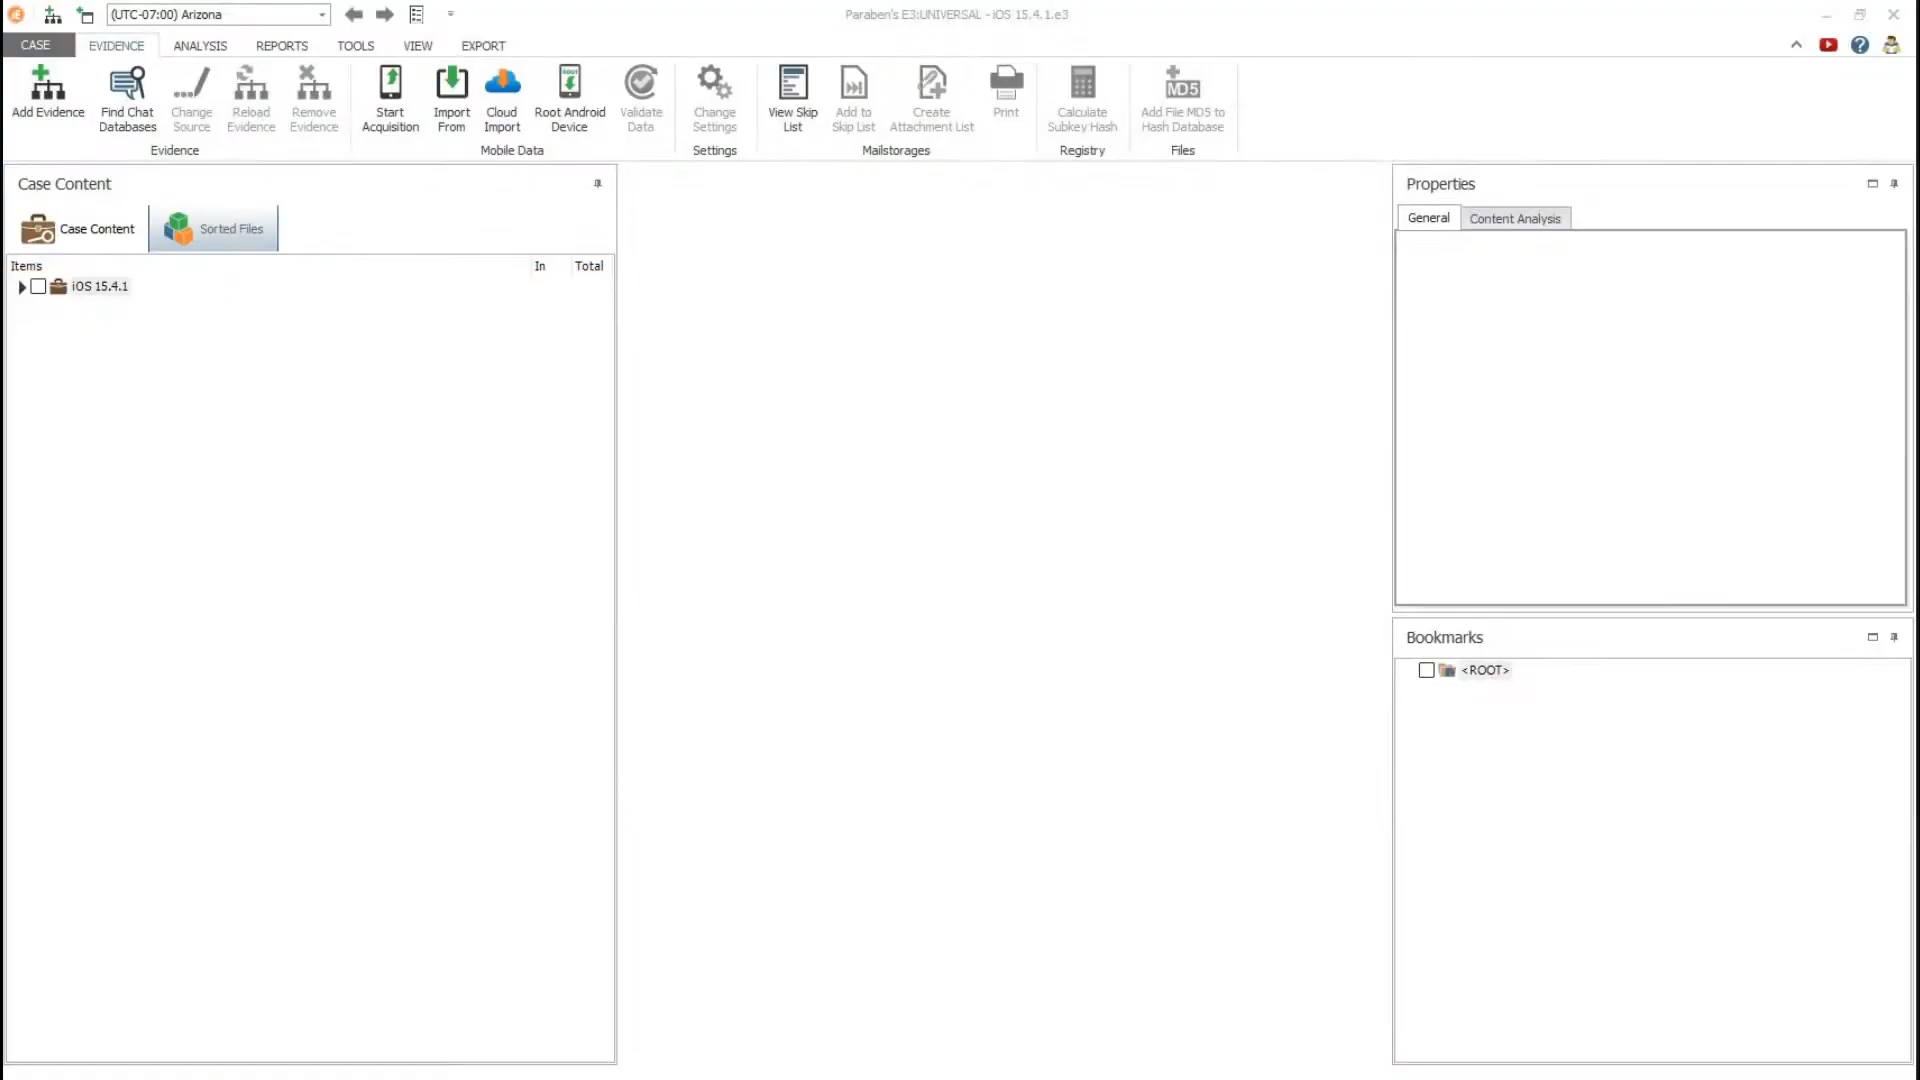 (UTC-07:00) Arizona
Paraben's E3:UNIVERSAL - iOS 15.4.1.e3
CASE EVIDENCE ANALYSIS REPORTS TOOLS VIEW EXPORT
Add Evidence
Find Chat Databases
Change Source
Reload Evidence
Remove Evidence
Start Acquisition
Import From
Cloud Import
ROOT
Root Android Device
Validate Data
Change Settings
View Skip List
Add to Skip List
Create Attachment List
Print
Calculate Subkey Hash
MD5
Add File MD5 to Hash Database
Evidence Mobile Data Settings Mailstorages Registry Files
Case Content
Case Content Sorted Files
Items In Total
iOS 15.4.1
Properties
General Content Analysis
Bookmarks
<ROOT>